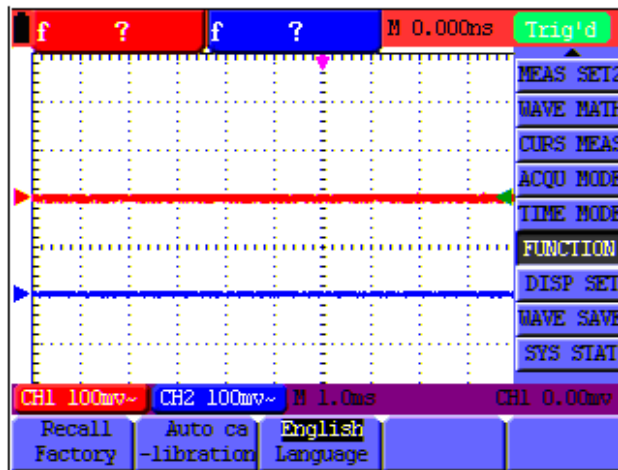 f ? f ? M 0.000ns Trig'd
MEAS SET2
WAVE MATH
CURS MEAS
ACQU MODE
TIME MODE
FUNCTION
DISP SET
WAVE SAVE
SYS STAT
CH1 100mv~ CH2 100mv~ M 1.0ms CH1 0.00mv
Recall
Factory
Auto ca
-libration
English
Language